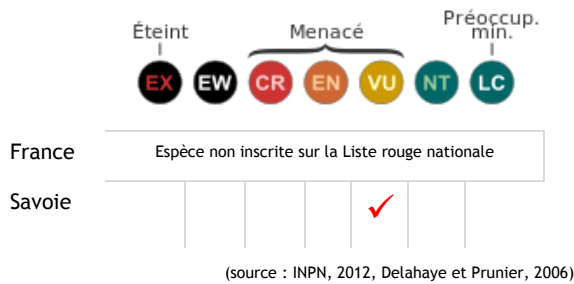 Éteint Menacé Préoccup. min.
EX EW CR EN VU NT LC
France Espèce non inscrite sur la Liste rouge nationale
Savoie
(source : INPN, 2012, Delahaye et Prunier, 2006)